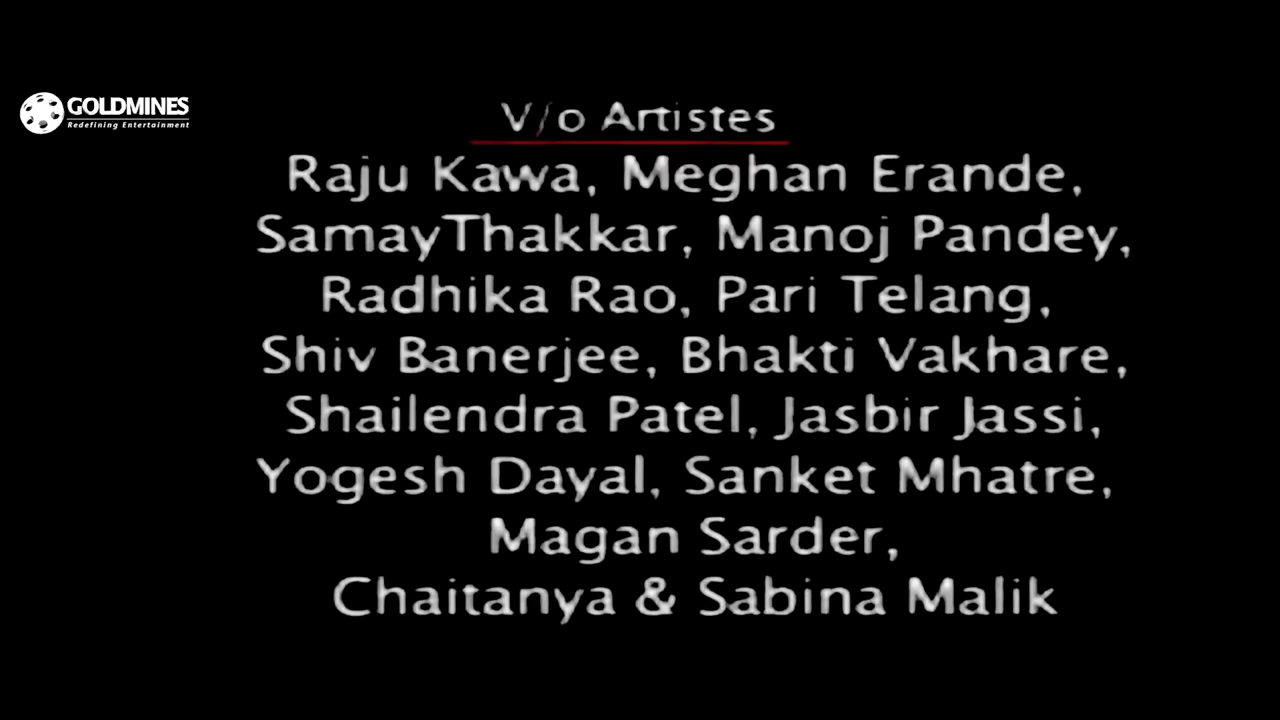 GOLDMINES
Redefining Entertainment
V/o Artistes
Raju Kawa, Meghan Erande,
SamayThakkar, Manoj Pandey,
Radhika Rao, Pari Telang,
Shiv Banerjee, Bhakti Vakhare,
Shailendra Patel, Jasbir Jassi,
Yogesh Dayal, Sanket Mhatre,
Magan Sarder,
Chaitanya & Sabina Malik